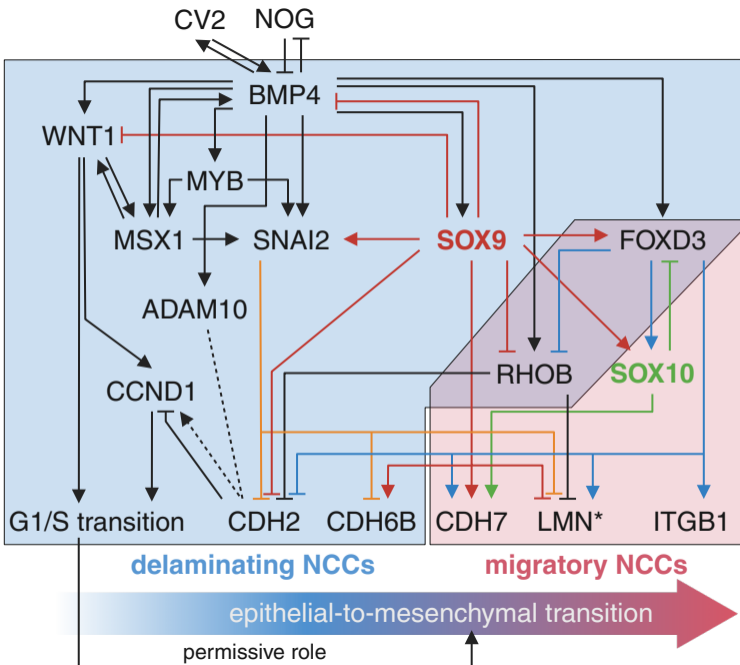 CV2 NOG
BMP4
WNT1
MYB
MSX1 SNAI2 SOX9 FOXD3
ADAM10
RHOB SOX10
CCND1
G1/S transition CDH2 CDH6B CDH7 LMN* ITGB1
delaminating NCCs migratory NCCs
epithelial-to-mesenchymal transition
permissive role